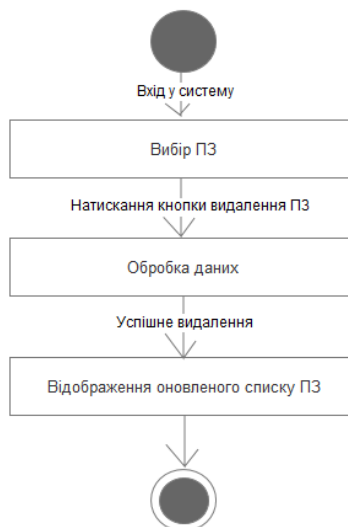 Вхід у систему
Вибір ПЗ
Натискання кнопки видалення ПЗ
Обробка даних
Успішне видалення
Відображення оновленого списку ПЗ